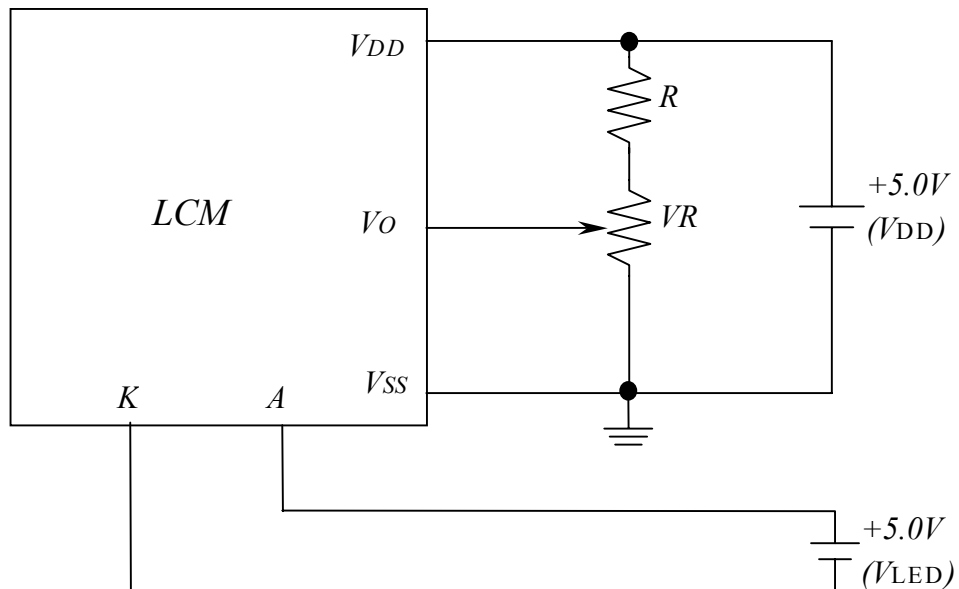 VDD
R
+5.0V
(VDD)
LCM
VO
VR
VSS
K
A
+5.0V
(VLED)